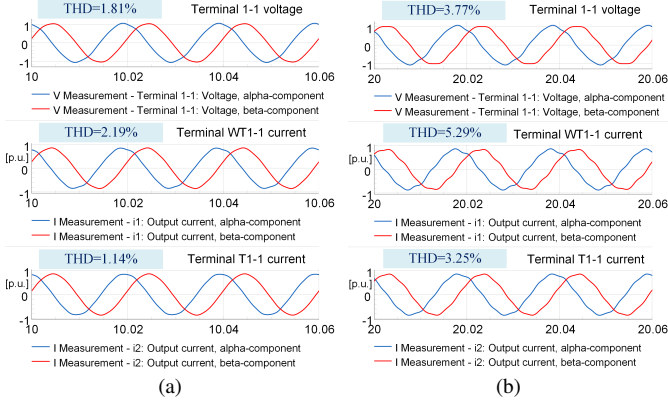 THD=1.81% Terminal 1-1 voltage
1
0
-1
10 10.02 10.04 10.06
V Measurement - Terminal 1-1: Voltage, alpha-component
V Measurement - Terminal 1-1: Voltage, beta-component
THD=2.19% Terminal WT1-1 current
1
[p.u.]
0
-1
10 10.02 10.04 10.06
I Measurement - i1: Output current, alpha-component
I Measurement - i1: Output current, beta-component
THD=1.14% Terminal T1-1 current
1
[p.u.]
0
-1
10 10.02 10.04 10.06
I Measurement - i2: Output current, alpha-component
I Measurement - i2: Output current, beta-component
(a)
THD=3.77% Terminal 1-1 voltage
1
0
-1
20 20.02 20.04 20.06
V Measurement - Terminal 1-1: Voltage, alpha-component
V Measurement - Terminal 1-1: Voltage, beta-component
THD=5.29% Terminal WT1-1 current
1
[p.u.]
0
-1
20 20.02 20.04 20.06
I Measurement - i1: Output current, alpha-component
I Measurement - i1: Output current, beta-component
THD=3.25% Terminal T1-1 current
1
[p.u.]
0
-1
20 20.02 20.04 20.06
I Measurement - i2: Output current, alpha-component
I Measurement - i2: Output current, beta-component
(b)